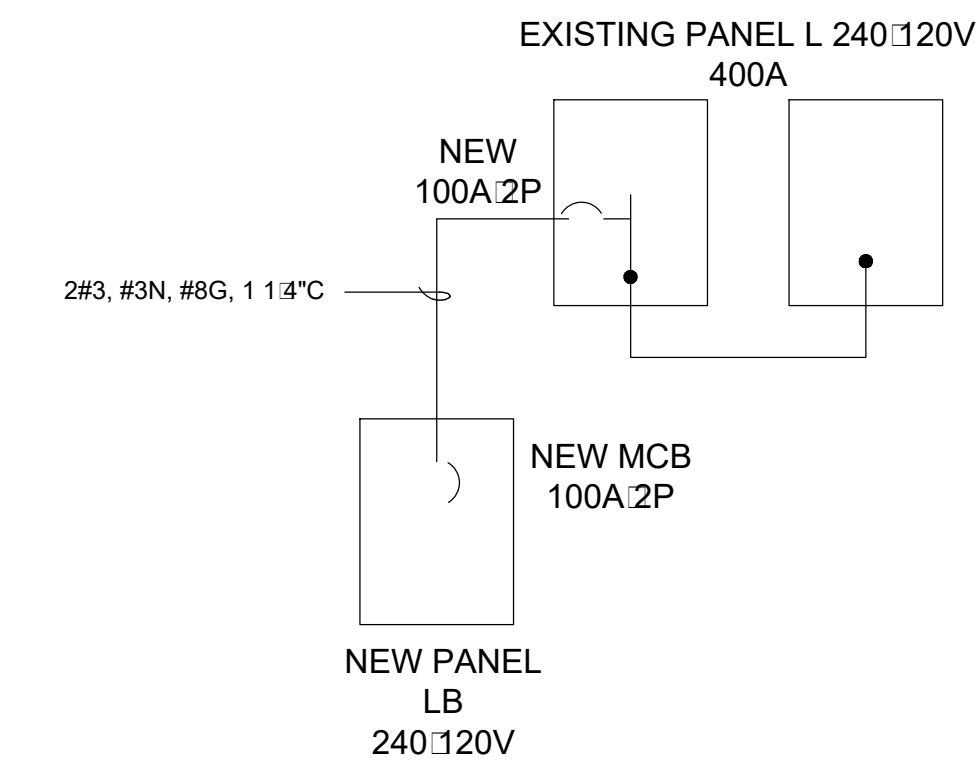 EXISTING PANEL L 240▯120V
400A
NEW
100A▯2P
2#3, #3N, #8G, 1 1▯4"C
NEW MCB
100A▯2P
NEW PANEL
LB
240▯120V